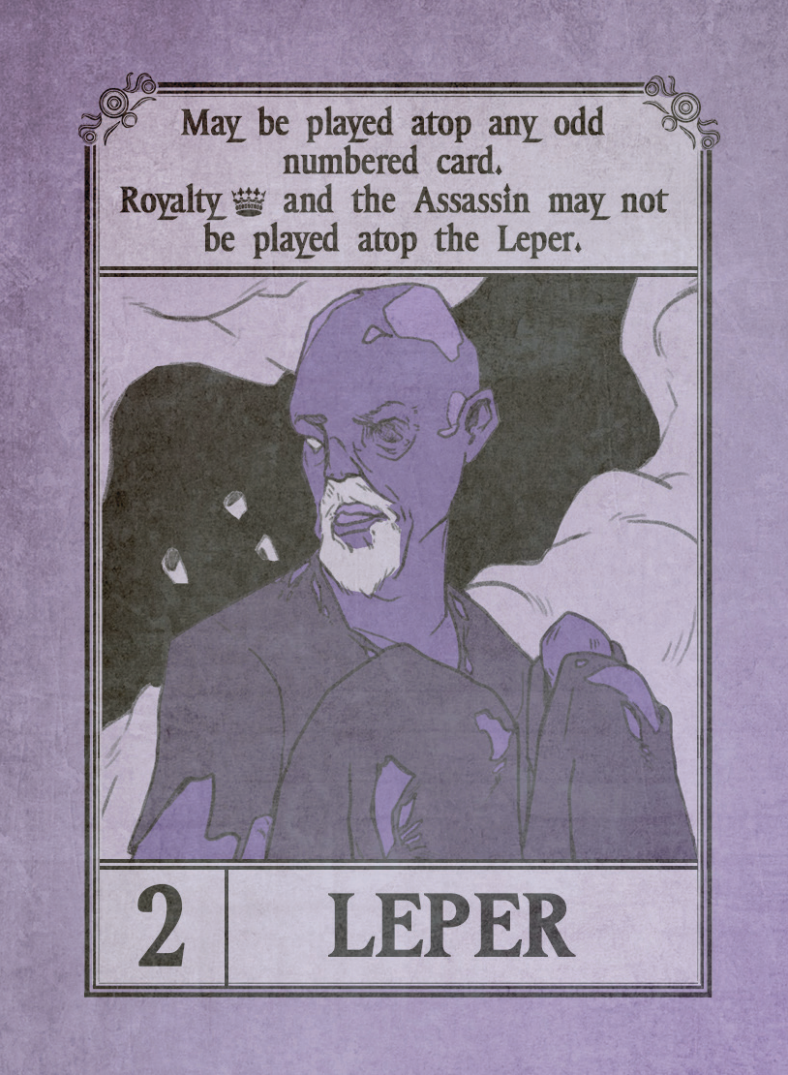 May be played atop any odd
numbered card.
Royalty and the Assassin may not
be played atop the Leper.
2
LEPER